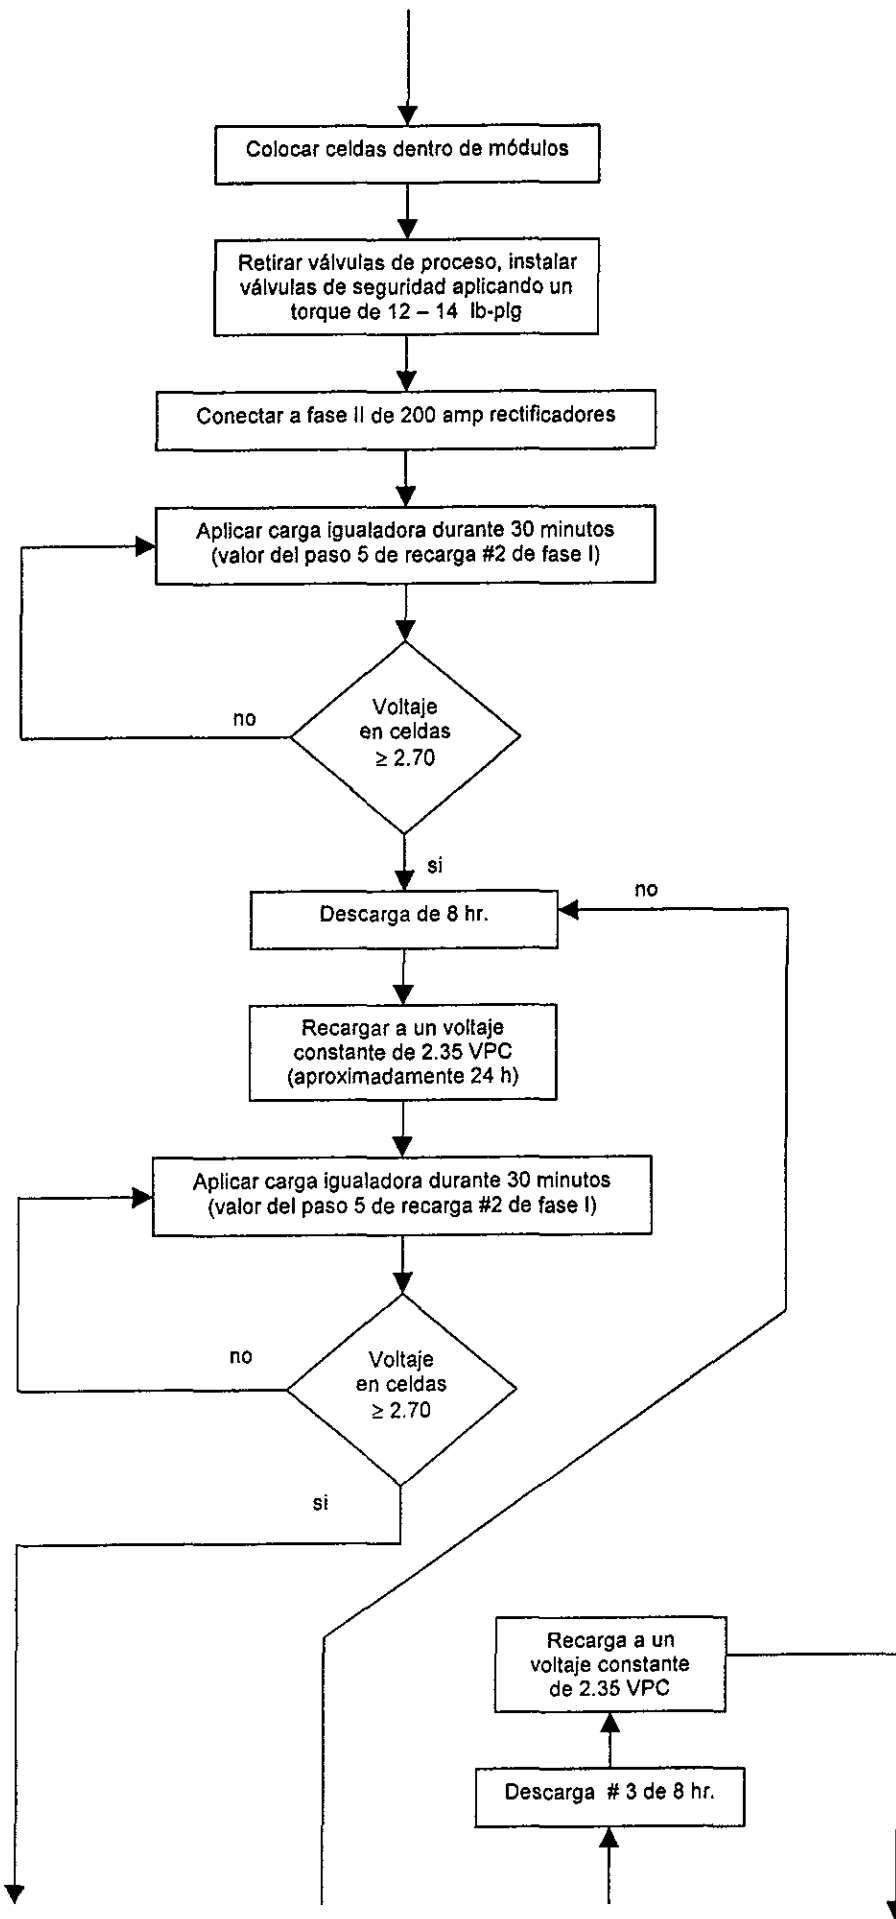 Colocar celdas dentro de módulos
Retirar válvulas de proceso, instalar
válvulas de seguridad aplicando un
torque de 12 – 14 lb-plg
Conectar a fase II de 200 amp rectificadores
Aplicar carga igualadora durante 30 minutos
(valor del paso 5 de recarga #2 de fase I)
Voltaje
en celdas
≥ 2.70
no
si
Descarga de 8 hr.
no
Recargar a un voltaje
constante de 2.35 VPC
(aproximadamente 24 h)
Aplicar carga igualadora durante 30 minutos
(valor del paso 5 de recarga #2 de fase I)
Voltaje
en celdas
≥ 2.70
no
si
Recarga a un
voltaje constante
de 2.35 VPC
Descarga # 3 de 8 hr.